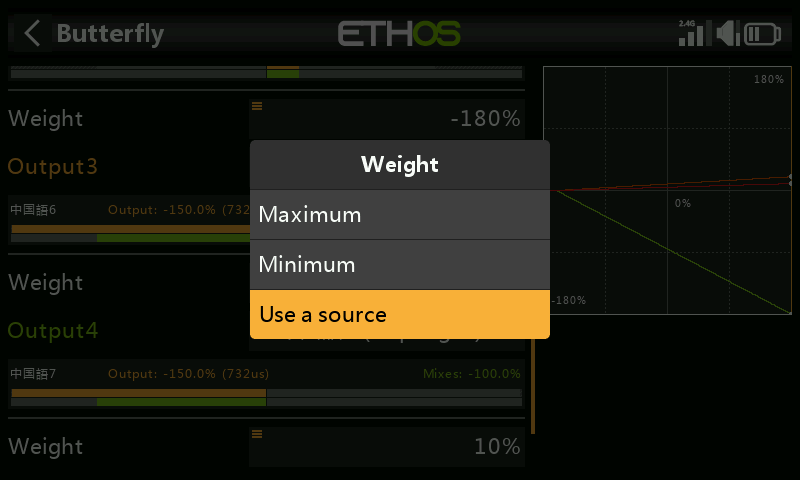 Butterfly
ETHOS
2.4G
180%
Weight
-180%
Output3
中国語6
Output: -150.0% (732
Weight
Maximum
Minimum
Use a source
0%
-180%
Weight
Output4
中国語7
Output: -150.0% (732us)
Mixes: -100.0%
Weight
10%